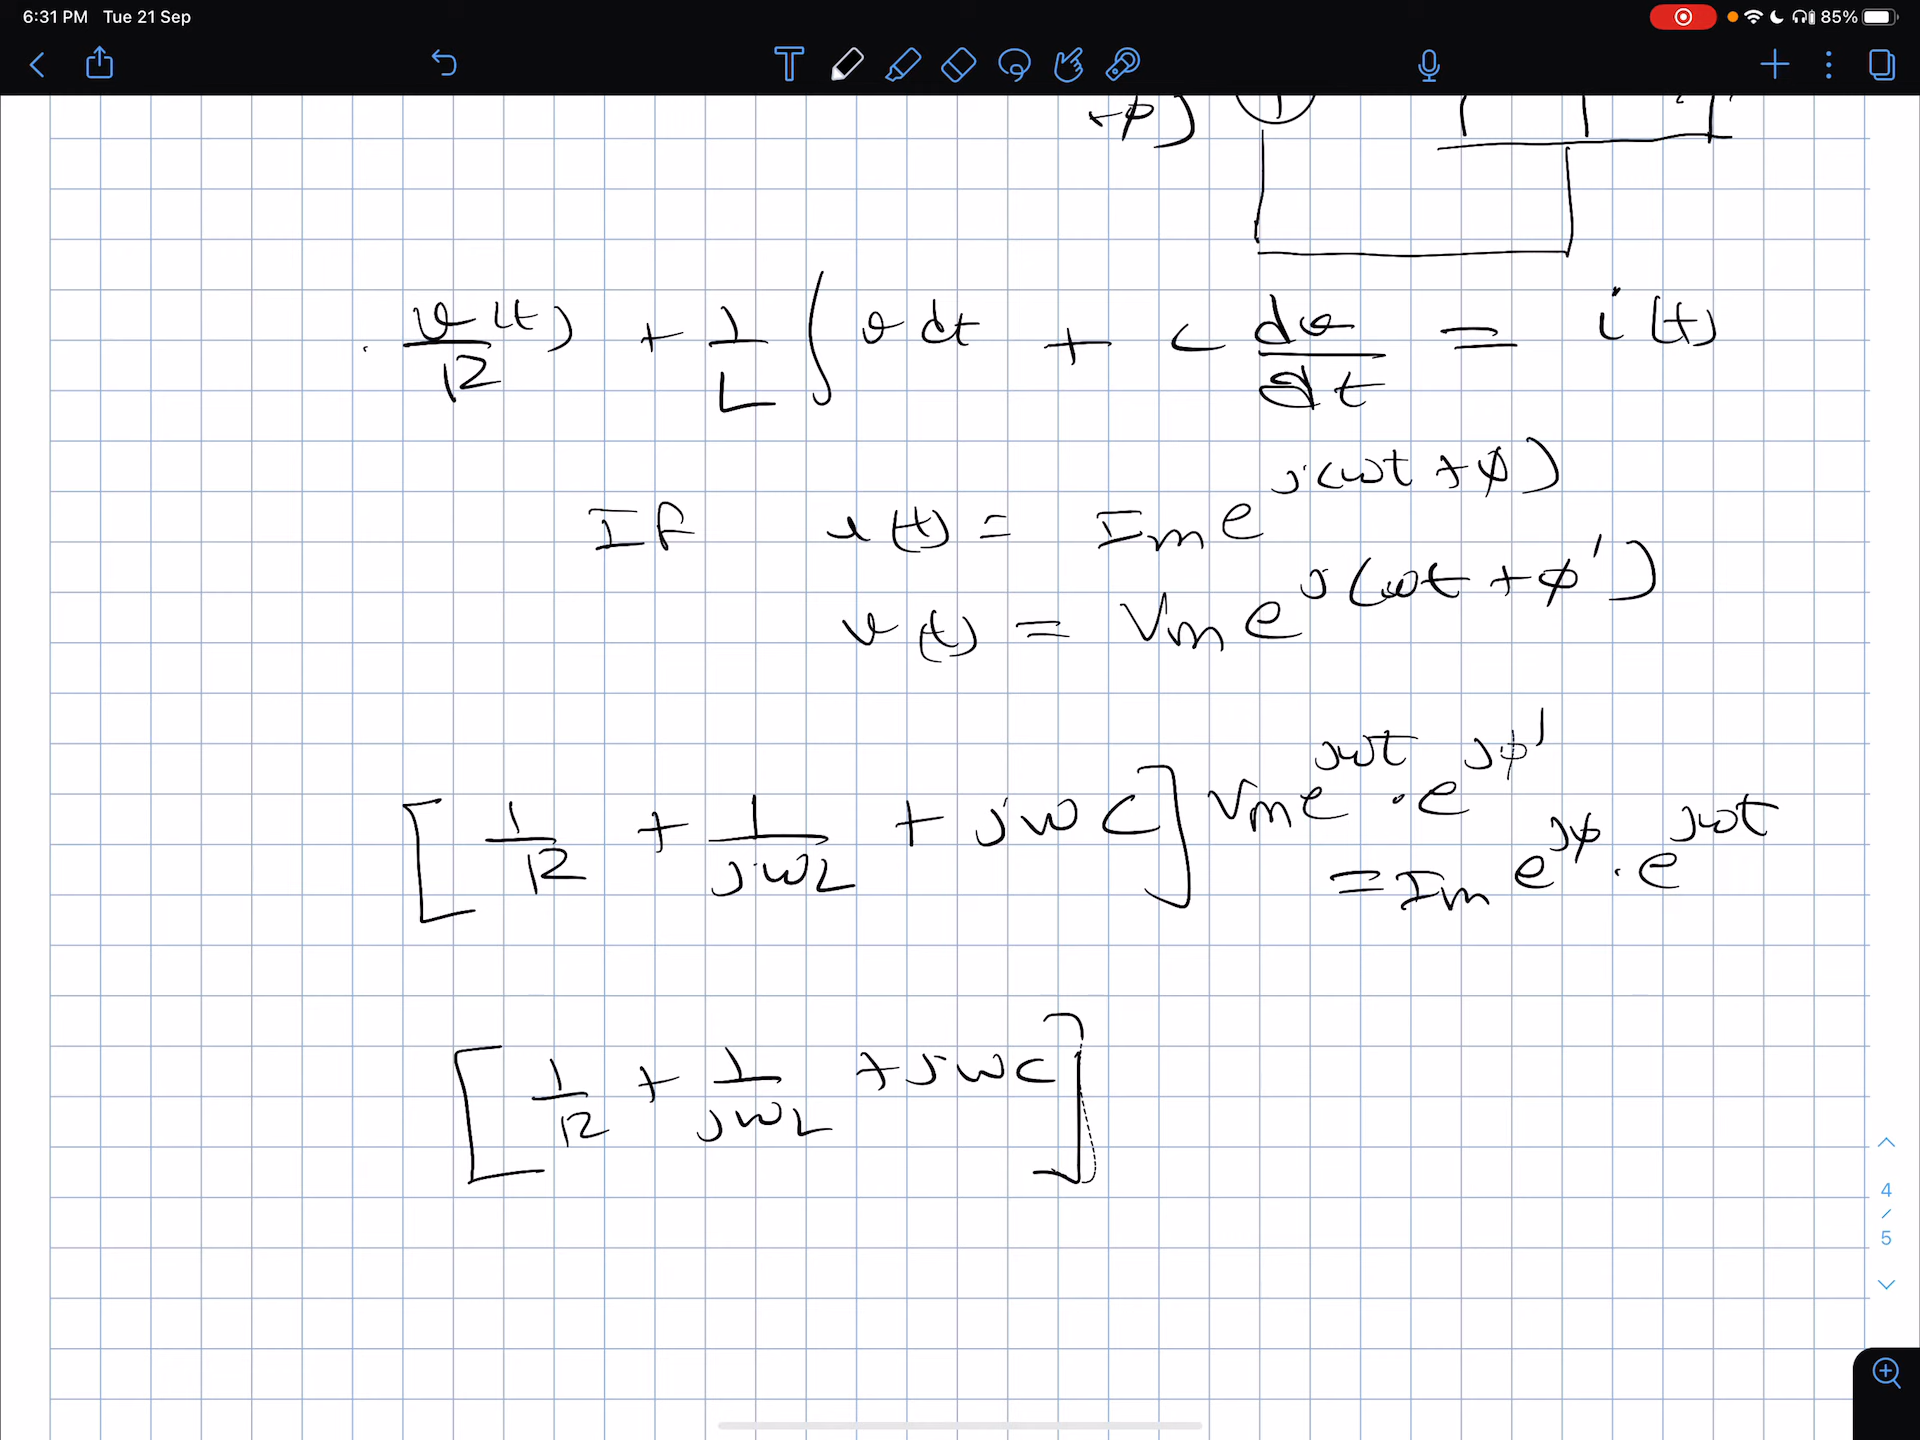 6:31 PM Tue 21 Sep 85%
T
+φ)
v(t)/R + 1/L ∫ v dt + C dv/dt = i(t)
If i(t) = Im e^{j(ωt + φ)}
v(t) = Vm e^{j(ωt + φ')}
[ 1/R + 1/jωL + jωC ] Vm e^{jωt} · e^{jφ'}
= Im e^{jφ} · e^{jωt}
[ 1/R + 1/jωL + jωC ]
4
/
5